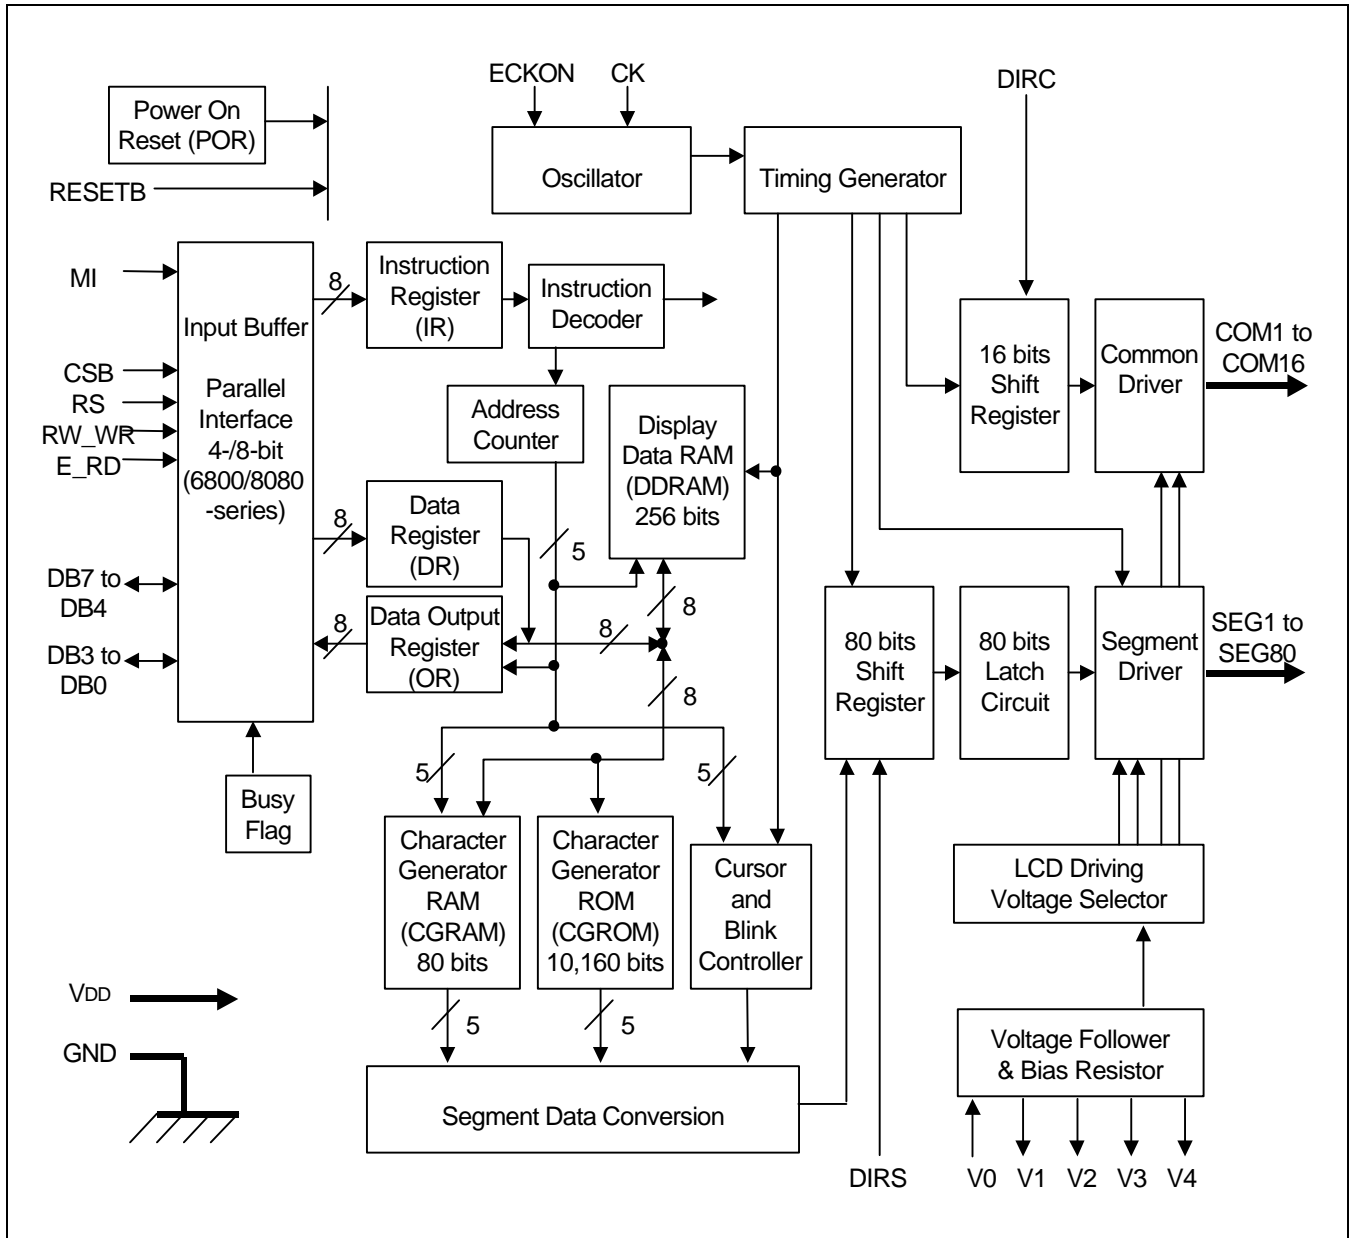 ECKON
CK
DIRC
Power On
Reset (POR)
RESETB
Oscillator
Timing Generator
MI
CSB
RS
RW_WR
E_RD
DB7 to
DB4
DB3 to
DB0
Input Buffer
Parallel
Interface
4-/8-bit
(6800/8080
-series)
8
Instruction
Register
(IR)
Instruction
Decoder
Address
Counter
8
Data
Register
(DR)
8
Data Output
Register
(OR)
5
8
Display
Data RAM
(DDRAM)
256 bits
8
8
16 bits
Shift
Register
Common
Driver
COM1 to
COM16
80 bits
Shift
Register
80 bits
Latch
Circuit
Segment
Driver
SEG1 to
SEG80
Busy
Flag
5
5
Character
Generator
RAM
(CGRAM)
80 bits
Character
Generator
ROM
(CGROM)
10,160 bits
Cursor
and
Blink
Controller
LCD Driving
Voltage Selector
VDD
GND
5
5
Segment Data Conversion
Voltage Follower
& Bias Resistor
DIRS
V0
V1
V2
V3
V4